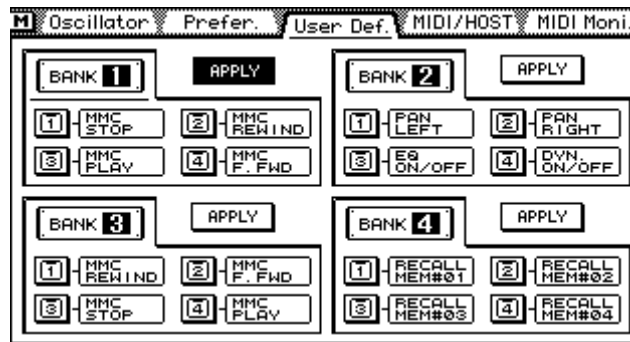 M Oscillator Prefer. User Def. MIDI/HOST MIDI Moni.
BANK 1 APPLY
1 MMC STOP 2 MMC REWIND
3 MMC PLAY 4 MMC F.FWD
BANK 2 APPLY
1 PAN LEFT 2 PAN RIGHT
3 EQ ON/OFF 4 DYN. ON/OFF
BANK 3 APPLY
1 MMC REWIND 2 MMC F.FWD
3 MMC STOP 4 MMC PLAY
BANK 4 APPLY
1 RECALL MEM#01 2 RECALL MEM#02
3 RECALL MEM#03 4 RECALL MEM#04